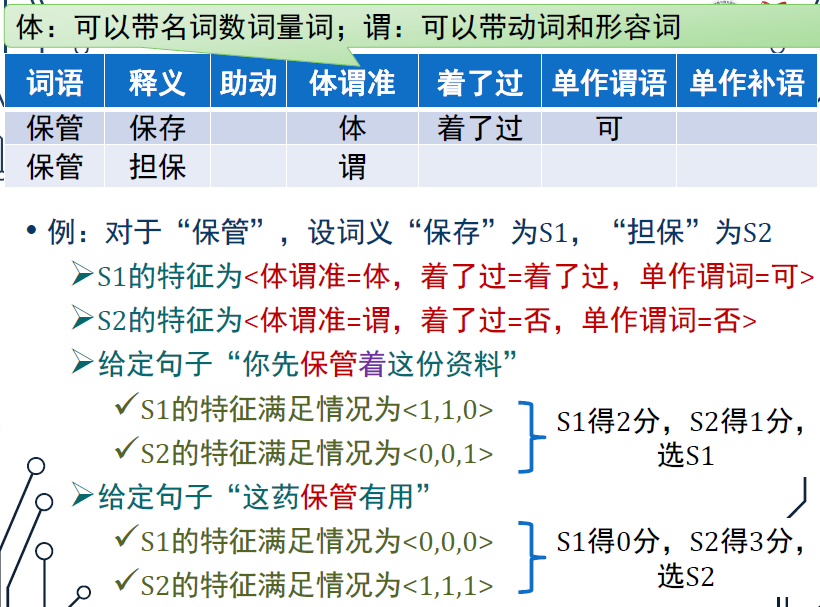 体：可以带名词数词量词；谓：可以带动词和形容词
词语 释义 助动 体谓准 着了过 单作谓语 单作补语
保管 保存 体 着了过 可
保管 担保 谓
• 例：对于“保管”，设词义“保存”为S1，“担保”为S2
➢S1的特征为<体谓准=体，着了过=着了过，单作谓词=可>
➢S2的特征为<体谓准=谓，着了过=否，单作谓词=否>
➢给定句子“你先保管着这份资料”
✓S1的特征满足情况为<1,1,0>
✓S2的特征满足情况为<0,0,1>
S1得2分，S2得1分，
选S1
➢给定句子“这药保管有用”
✓S1的特征满足情况为<0,0,0>
✓S2的特征满足情况为<1,1,1>
S1得0分，S2得3分，
选S2